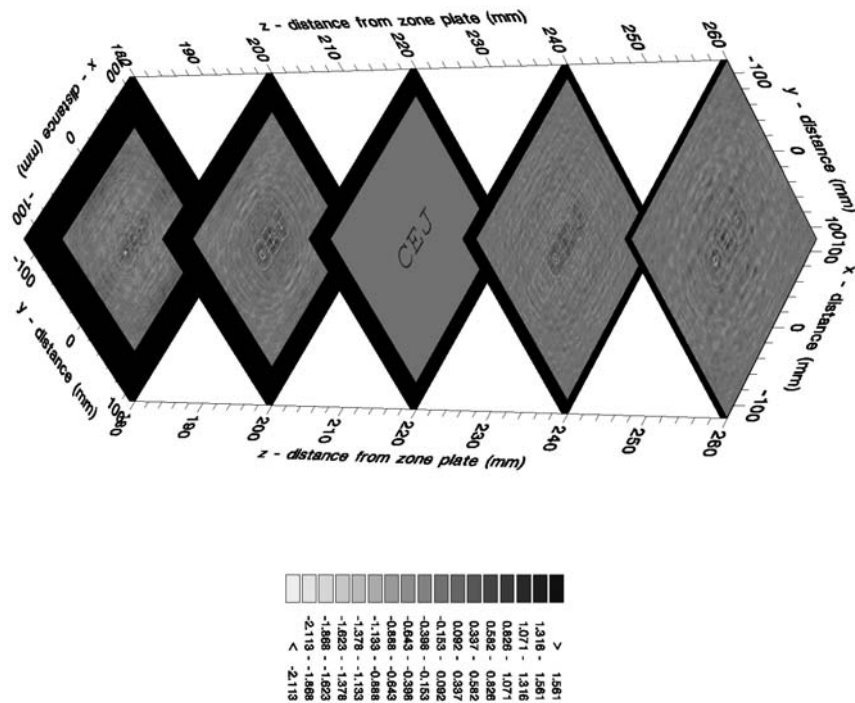 z - distance from zone plate (mm)
180 190 200 210 220 230 240 250 260
x - distance (mm)
100 0 -100
y - distance (mm)
-100 0 100
CEJ
y - distance (mm)
-100 0 100
x - distance (mm)
100 0 -100
180 190 200 210 220 230 240 250 260
z - distance from zone plate (mm)
> 1.561
1.316 - 1.561
1.071 - 1.316
0.826 - 1.071
0.582 - 0.826
0.337 - 0.582
0.092 - 0.337
-0.153 - 0.092
-0.398 - -0.153
-0.643 - -0.398
-0.888 - -0.643
-1.133 - -0.888
-1.378 - -1.133
-1.623 - -1.378
-1.868 - -1.623
-2.113 - -1.868
< -2.113